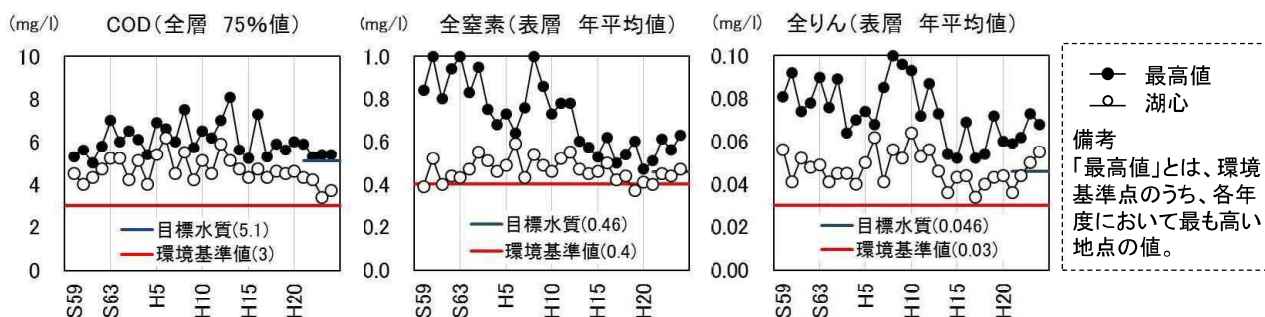 (mg/l) COD(全層 75%値)
10
8
6
4
2
0
目標水質(5.1)
環境基準値(3)
S59 S63 H5 H10 H15 H20
(mg/l) 全窒素(表層 年平均値)
1.0
0.8
0.6
0.4
0.2
0.0
目標水質(0.46)
環境基準値(0.4)
S59 S63 H5 H10 H15 H20
(mg/l) 全りん(表層 年平均値)
0.10
0.08
0.06
0.04
0.02
0.00
目標水質(0.046)
環境基準値(0.03)
S59 S63 H5 H10 H15 H20
最高値
湖心
備考
「最高値」とは、環境
基準点のうち、各年
度において最も高い
地点の値。